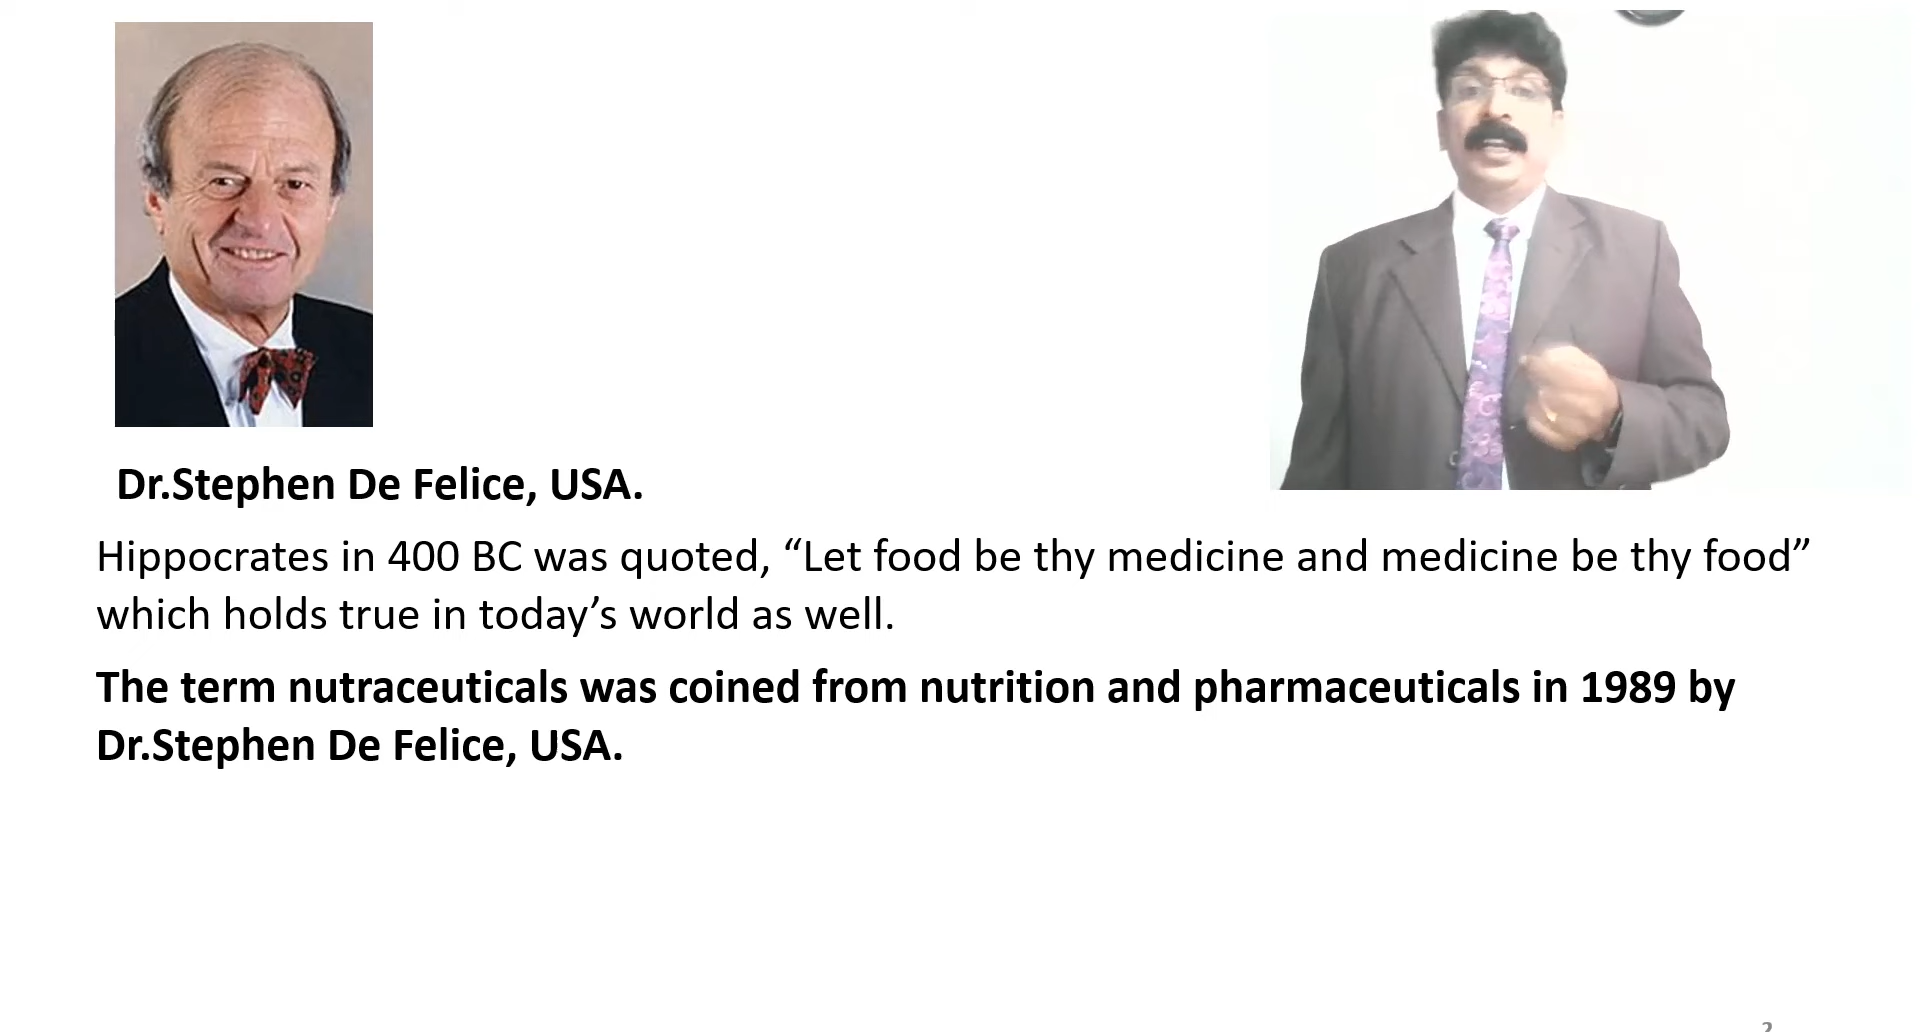 Dr.Stephen De Felice, USA.
Hippocrates in 400 BC was quoted, “Let food be thy medicine and medicine be thy food”
which holds true in today’s world as well.
The term nutraceuticals was coined from nutrition and pharmaceuticals in 1989 by
Dr.Stephen De Felice, USA.
2